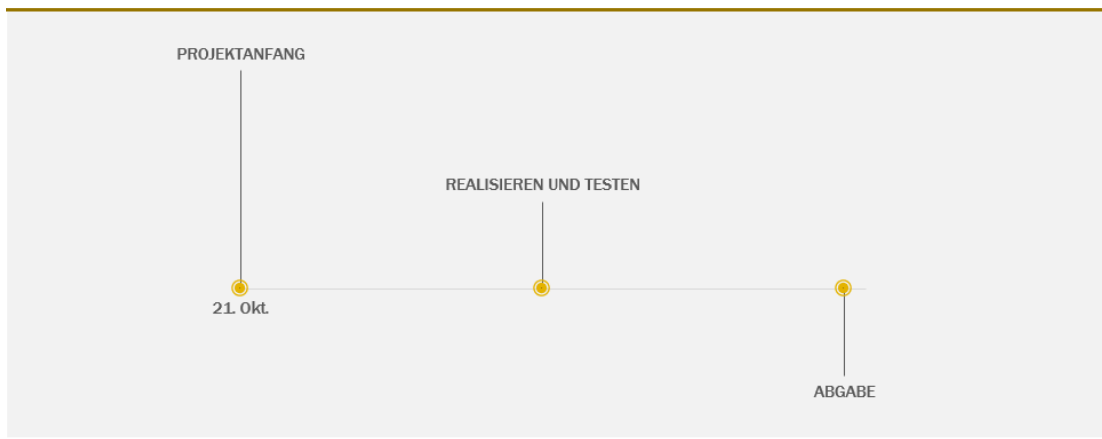 PROJEKTANFANG
REALISIEREN UND TESTEN
21. Okt.
ABGABE